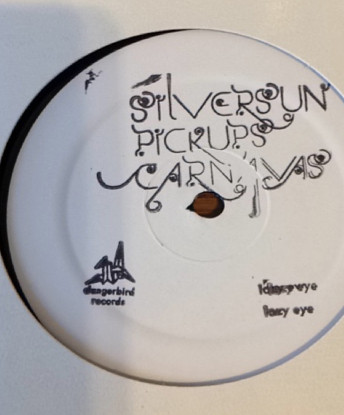 SILVERSUN
PICKUPS
CARNAVAS
dangerbird
records
lazy eye